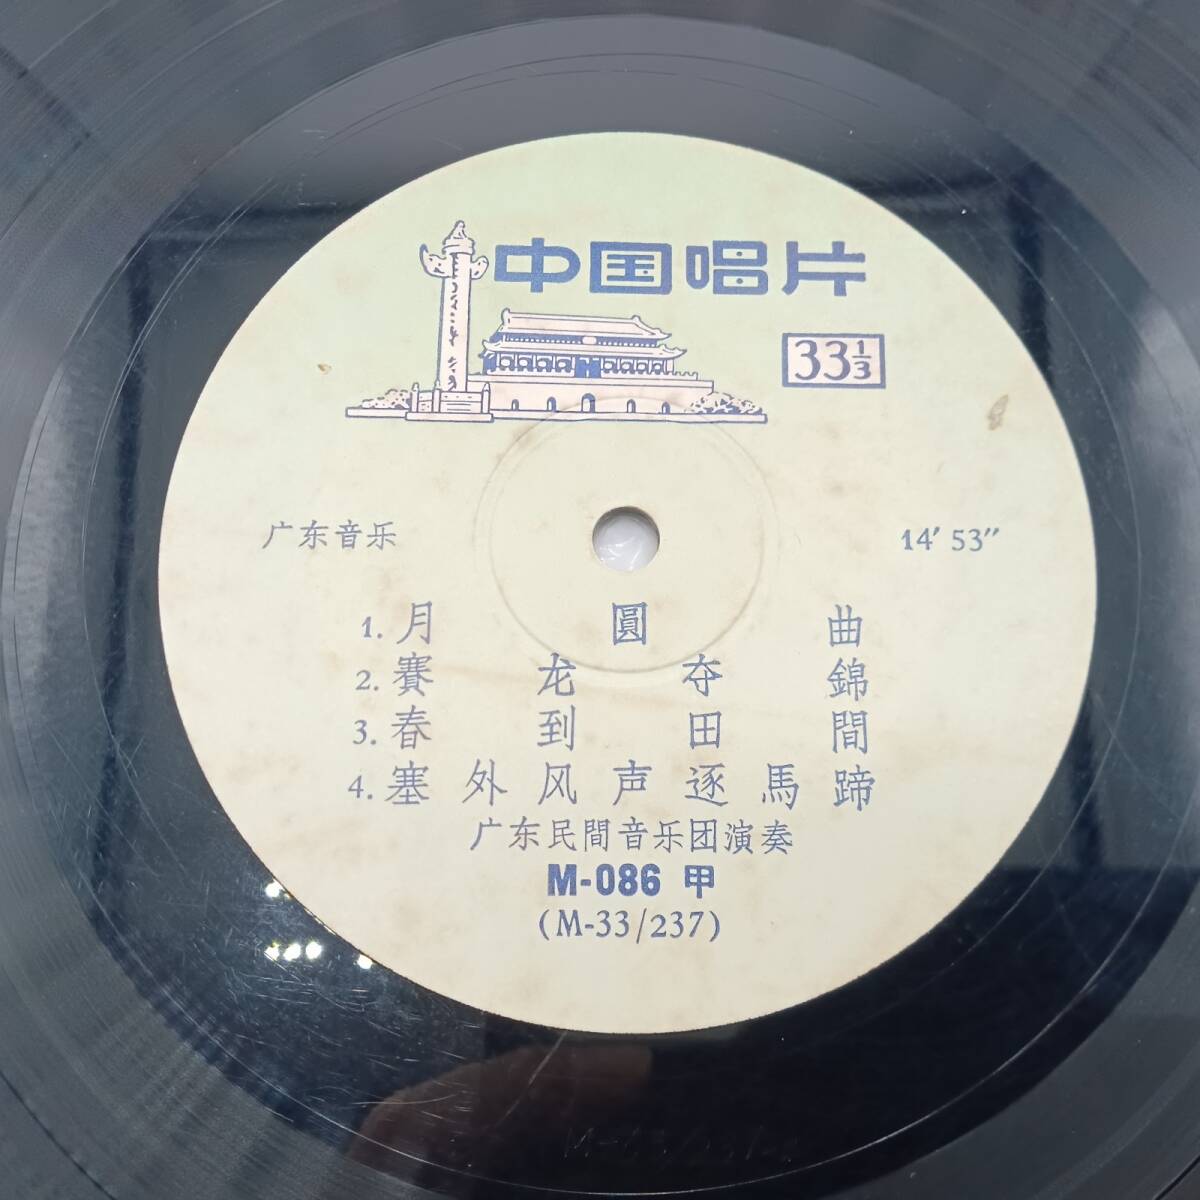 中国唱片
33⅓
广东音乐
14′ 53″
1. 月圓曲
2. 賽龙夺錦
3. 春到田間
4. 塞外风声逐馬蹄
广东民間音乐团演奏
M-086 甲
(M-33/237)